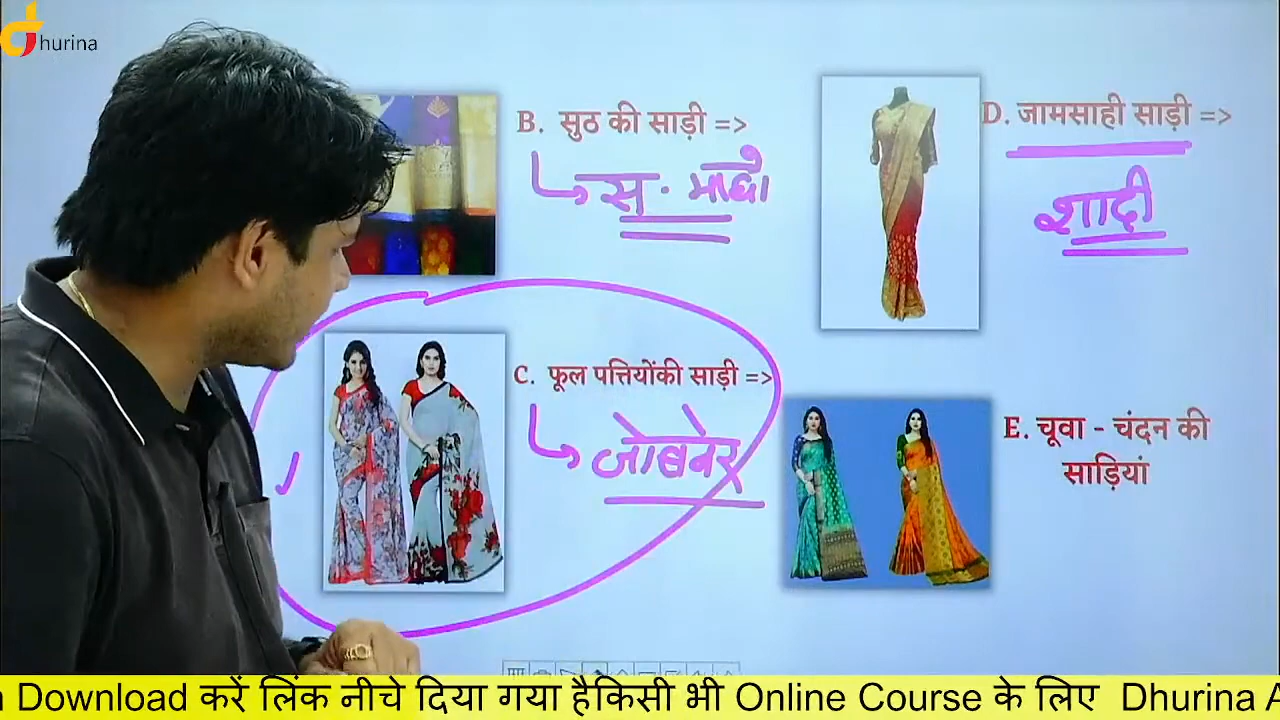 Dhurina
B. सुठ की साड़ी =>
स. माधो
C. फूल पत्तियोंकी साड़ी =>
जोबनेर
D. जामसाही साड़ी =>
शादी
E. चूवा - चंदन की
साड़ियां
Download करें लिंक नीचे दिया गया हैकिसी भी Online Course के लिए Dhurina